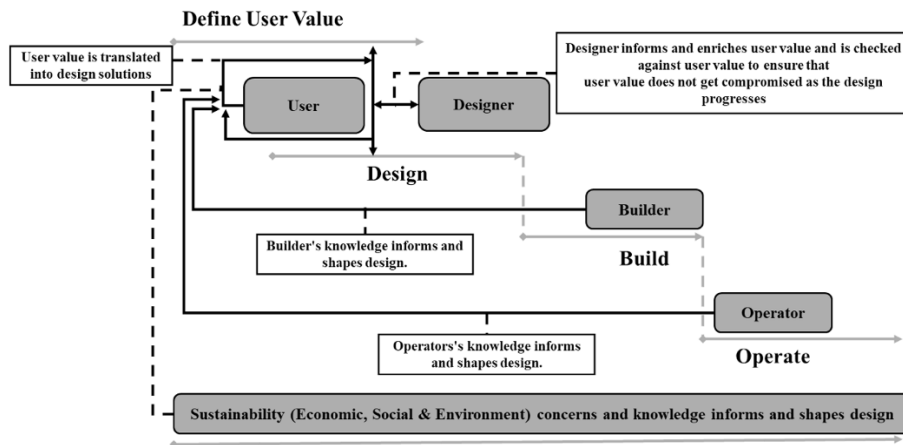 Define User Value
User value is translated
into design solutions
Designer informs and enriches user value and is checked
against user value to ensure that
user value does not get compromised as the design
progresses
User
Designer
Design
Builder
Builder's knowledge informs and
shapes design.
Build
Operator
Operators's knowledge informs
and shapes design.
Operate
Sustainability (Economic, Social & Environment) concerns and knowledge informs and shapes design